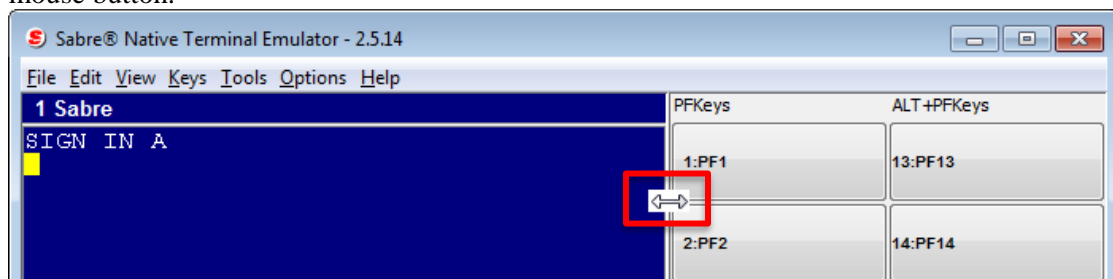 mouse button.
Sabre® Native Terminal Emulator - 2.5.14
File Edit View Keys Tools Options Help
1 Sabre
PFKeys ALT+PFKeys
SIGN IN A
1:PF1 13:PF13
2:PF2 14:PF14